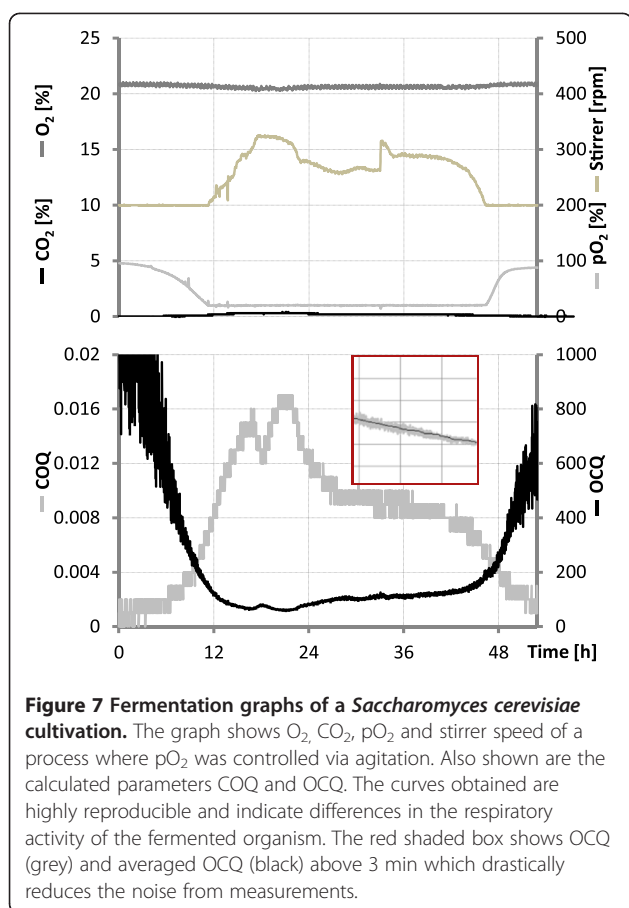 25
20
15
10
5
0
CO₂ [%]
O₂ [%]
500
400
300
200
100
0
pO₂ [%]
Stirrer [rpm]
0.02
0.016
0.012
0.008
0.004
0
COQ
1000
800
600
400
200
0
OCQ
0 12 24 36 48 Time [h]
Figure 7 Fermentation graphs of a Saccharomyces cerevisiae
cultivation. The graph shows O₂, CO₂, pO₂ and stirrer speed of a
process where pO₂ was controlled via agitation. Also shown are the
calculated parameters COQ and OCQ. The curves obtained are
highly reproducible and indicate differences in the respiratory
activity of the fermented organism. The red shaded box shows OCQ
(grey) and averaged OCQ (black) above 3 min which drastically
reduces the noise from measurements.